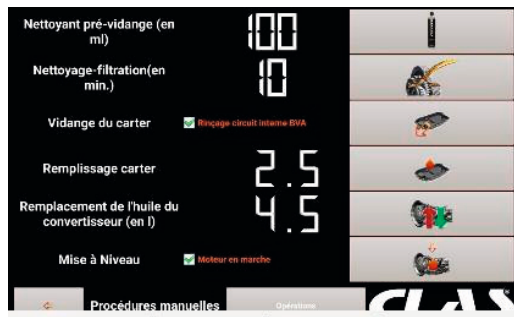 Nettoyant pré-vidange (en
ml)
100
Nettoyage-filtration(en
min.)
10
Vidange du carter
Rinçage circuit interne BVA
Remplissage carter
2.5
Remplacement de l'huile du
convertisseur (en l)
4.5
Mise à Niveau
Moteur en marche
Procédures manuelles
Opérations
CLAS